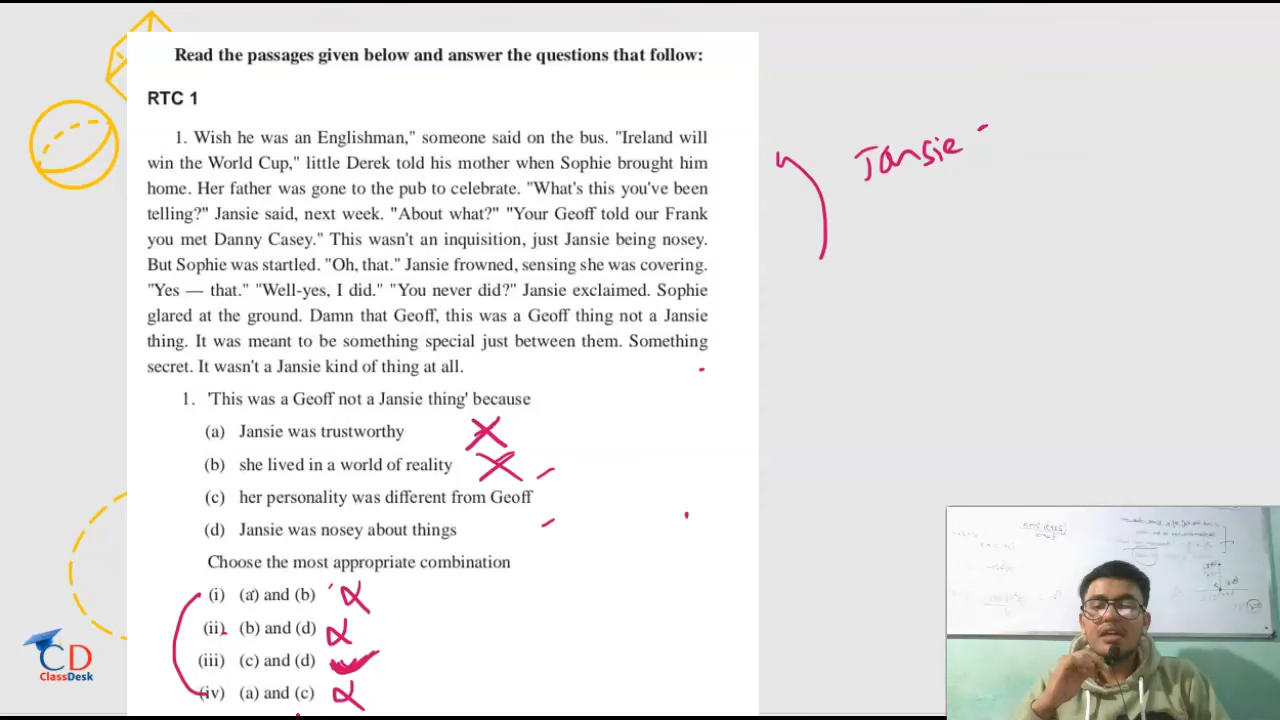 Read the passages given below and answer the questions that follow:
RTC 1
1. Wish he was an Englishman," someone said on the bus. "Ireland will
win the World Cup," little Derek told his mother when Sophie brought him
home. Her father was gone to the pub to celebrate. "What's this you've been
telling?" Jansie said, next week. "About what?" "Your Geoff told our Frank
you met Danny Casey." This wasn't an inquisition, just Jansie being nosey.
But Sophie was startled. "Oh, that." Jansie frowned, sensing she was covering.
"Yes — that." "Well-yes, I did." "You never did?" Jansie exclaimed. Sophie
glared at the ground. Damn that Geoff, this was a Geoff thing not a Jansie
thing. It was meant to be something special just between them. Something
secret. It wasn't a Jansie kind of thing at all.
Jansie
1. 'This was a Geoff not a Jansie thing' because
(a) Jansie was trustworthy
(b) she lived in a world of reality
(c) her personality was different from Geoff
(d) Jansie was nosey about things
Choose the most appropriate combination
(i) (a) and (b)
(ii) (b) and (d)
(iii) (c) and (d)
(iv) (a) and (c)
CD
ClassDesk